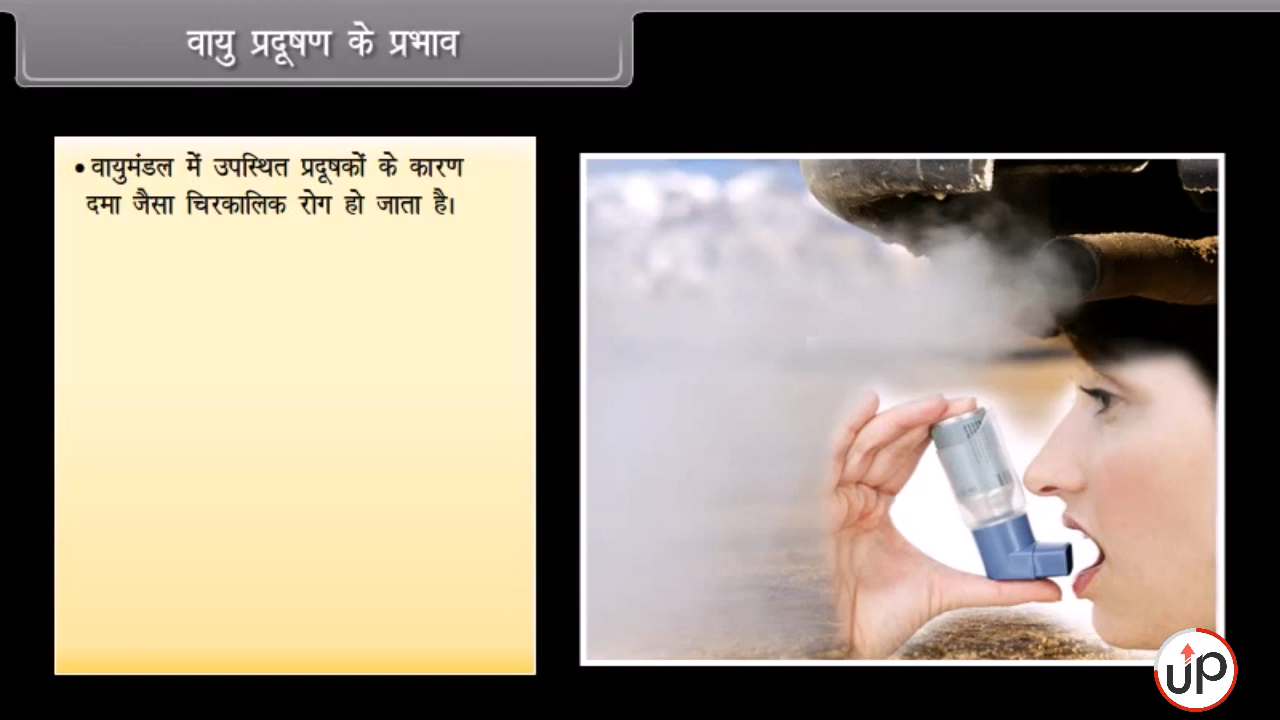 वायु प्रदूषण के प्रभाव
• वायुमंडल में उपस्थित प्रदूषकों के कारण
दमा जैसा चिरकालिक रोग हो जाता है।
UP